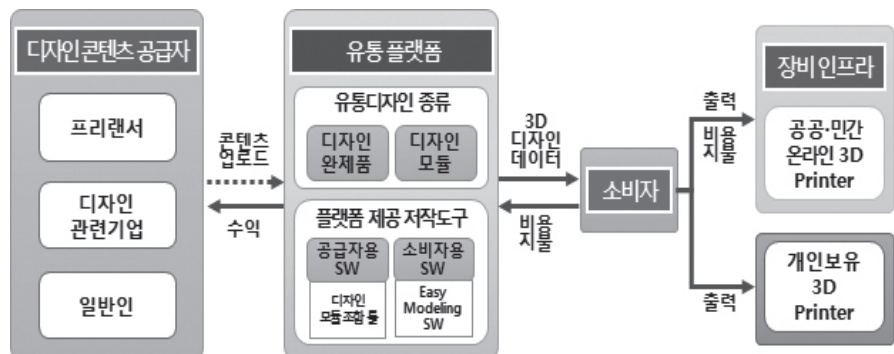 디자인 콘텐츠 공급자
프리랜서
디자인
관련기업
일반인
콘텐츠
업로드
수익
유통 플랫폼
유통디자인 종류
디자인
완제품
디자인
모듈
플랫폼 제공 저작도구
공급자용
SW
디자인
모듈 조합 툴
소비자용
SW
Easy
Modeling
SW
3D
디자인
데이터
비용
지불
소비자
출력
비용
지불
출력
장비 인프라
공공·민간
온라인 3D
Printer
개인보유
3D
Printer